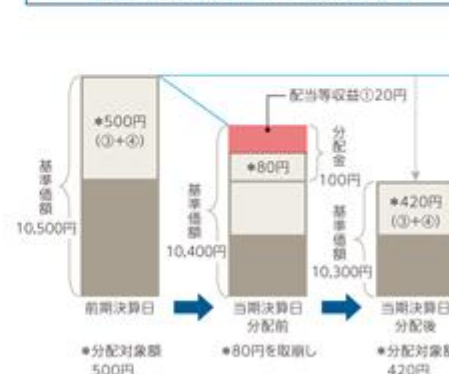 配当等収益①20円
*500円
(③+④)
*80円
分配金
100円
*420円
(③+④)
基準価額
10,500円
基準価額
10,400円
基準価額
10,300円
前期決算日
当期決算日
分配前
当期決算日
分配後
*分配対象額
500円
*80円を取崩し
*分配対象額
420円